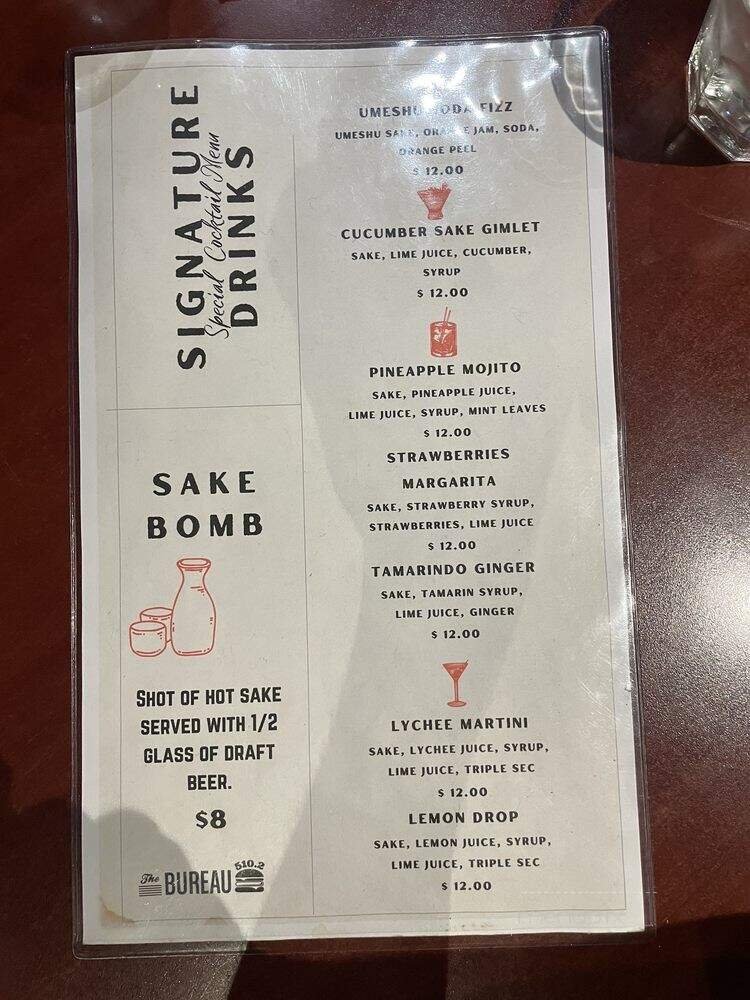 SIGNATURE
Special Cocktail Menu
DRINKS
SAKE
BOMB
SHOT OF HOT SAKE
SERVED WITH 1/2
GLASS OF DRAFT
BEER.
$8
The BUREAU 510.2
UMESHU SODA FIZZ
UMESHU SAKE, ORANGE JAM, SODA,
ORANGE PEEL
$ 12.00
CUCUMBER SAKE GIMLET
SAKE, LIME JUICE, CUCUMBER,
SYRUP
$ 12.00
PINEAPPLE MOJITO
SAKE, PINEAPPLE JUICE,
LIME JUICE, SYRUP, MINT LEAVES
$ 12.00
STRAWBERRIES
MARGARITA
SAKE, STRAWBERRY SYRUP,
STRAWBERRIES, LIME JUICE
$ 12.00
TAMARINDO GINGER
SAKE, TAMARIN SYRUP,
LIME JUICE, GINGER
$ 12.00
LYCHEE MARTINI
SAKE, LYCHEE JUICE, SYRUP,
LIME JUICE, TRIPLE SEC
$ 12.00
LEMON DROP
SAKE, LEMON JUICE, SYRUP,
LIME JUICE, TRIPLE SEC
$ 12.00